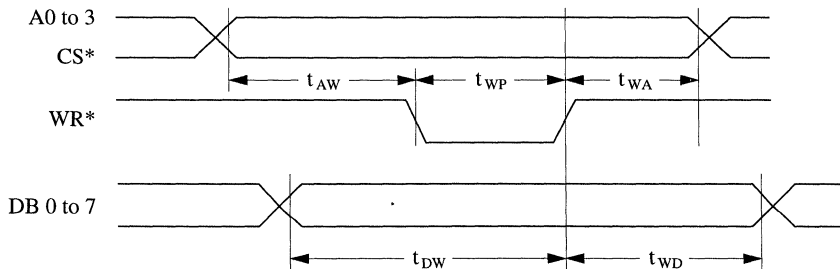 A0 to 3
CS*
tAW
tWP
tWA
WR*
DB 0 to 7
tDW
tWD